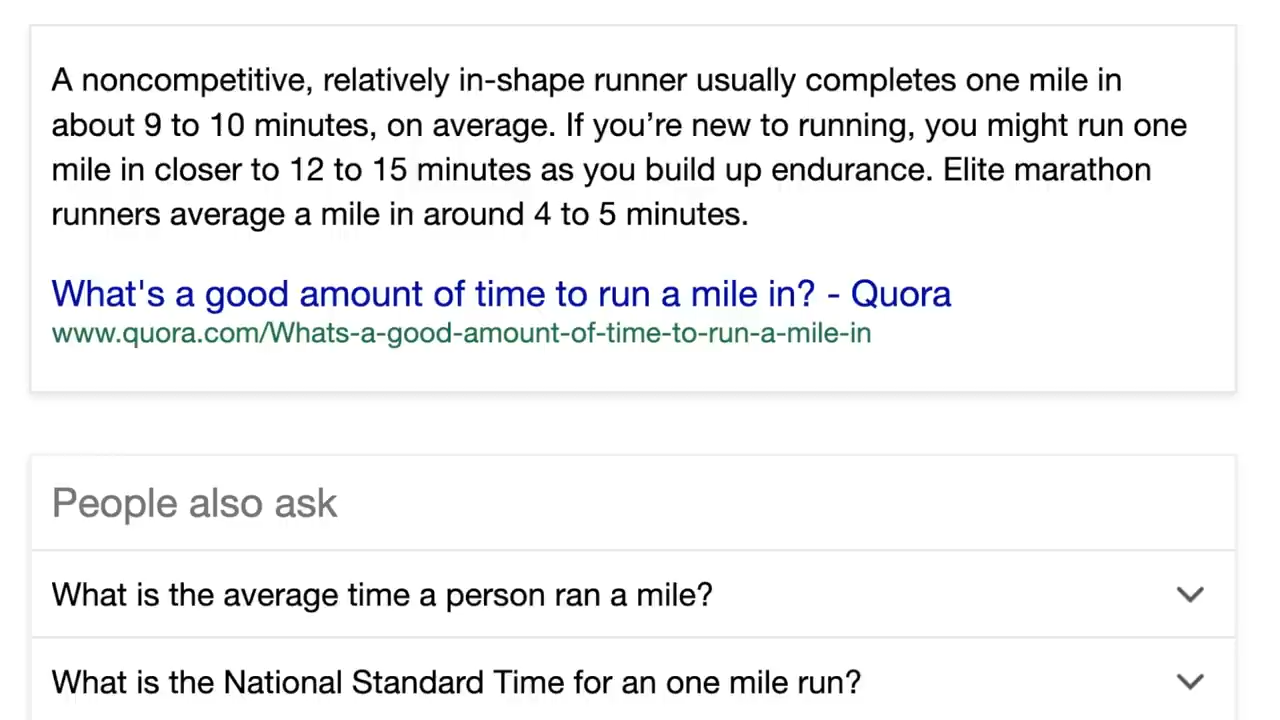 A noncompetitive, relatively in-shape runner usually completes one mile in
about 9 to 10 minutes, on average. If you’re new to running, you might run one
mile in closer to 12 to 15 minutes as you build up endurance. Elite marathon
runners average a mile in around 4 to 5 minutes.
What's a good amount of time to run a mile in? - Quora
www.quora.com/Whats-a-good-amount-of-time-to-run-a-mile-in
People also ask
What is the average time a person ran a mile?
What is the National Standard Time for an one mile run?